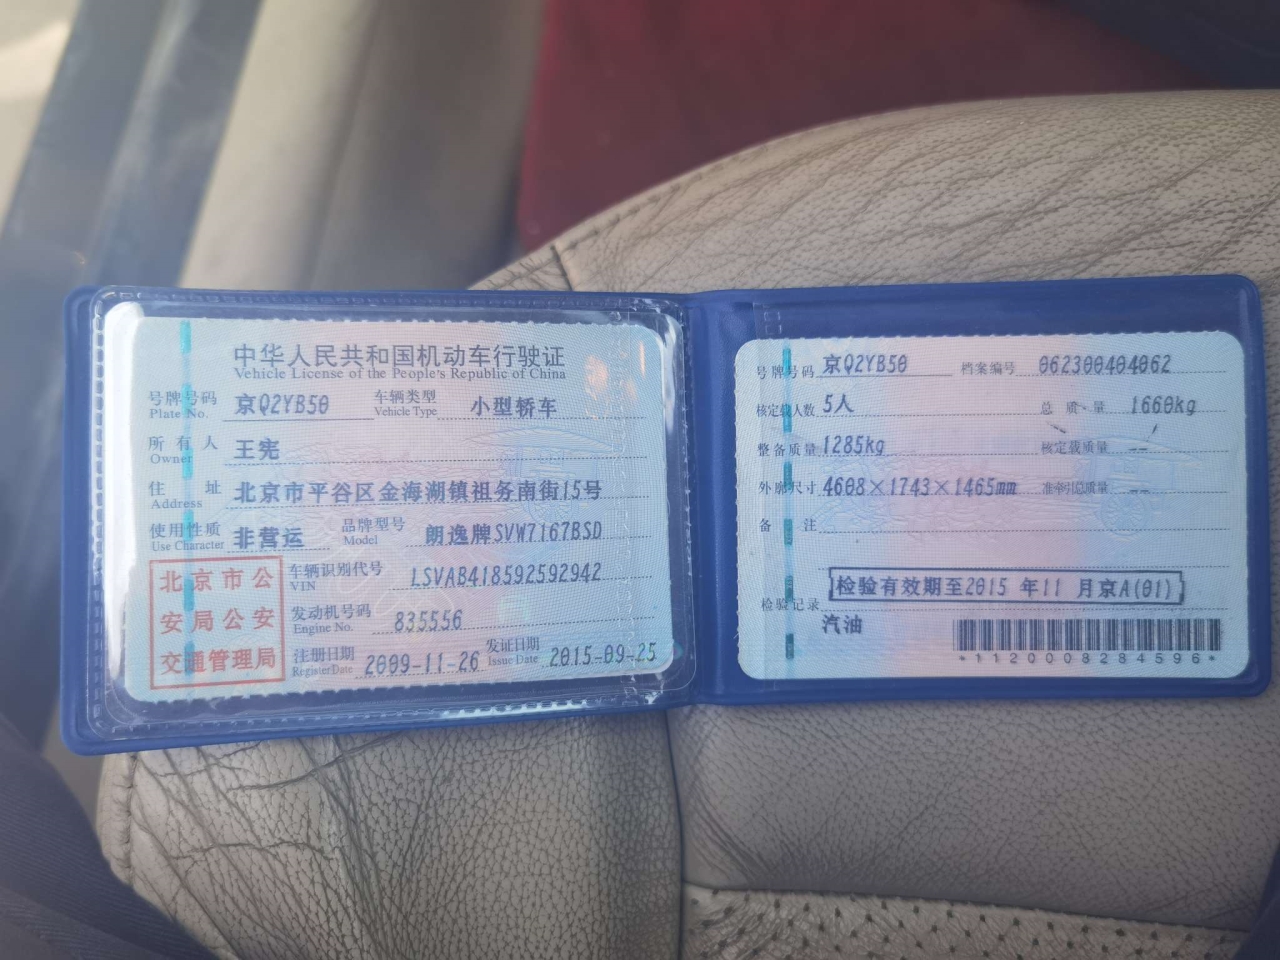 中华人民共和国机动车行驶证
Vehicle License of the People's Republic of China
号牌号码 京Q2YB50 车辆类型 小型轿车
Plate No. Vehicle Type
所有人 王宪
Owner
住址 北京市平谷区金海湖镇祖务南街15号
Address
使用性质 非营运 品牌型号 朗逸牌SVW7167BSD
Use Character Model
北京市公安局公安交通管理局
车辆识别代号 LSVAB418592592942
VIN
发动机号码 835556
Engine No.
注册日期 2009-11-26 发证日期 2015-09-25
Register Date Issue Date
号牌号码 京Q2YB50 档案编号 062300404062
核定载人数 5人 总质量 1660kg
整备质量 1285kg 核定载质量 --
外廓尺寸 4608×1743×1465mm 准牵引总质量 --
备注
检验有效期至2015 年11 月京A(01)
检验记录
汽油
*1120008284596*